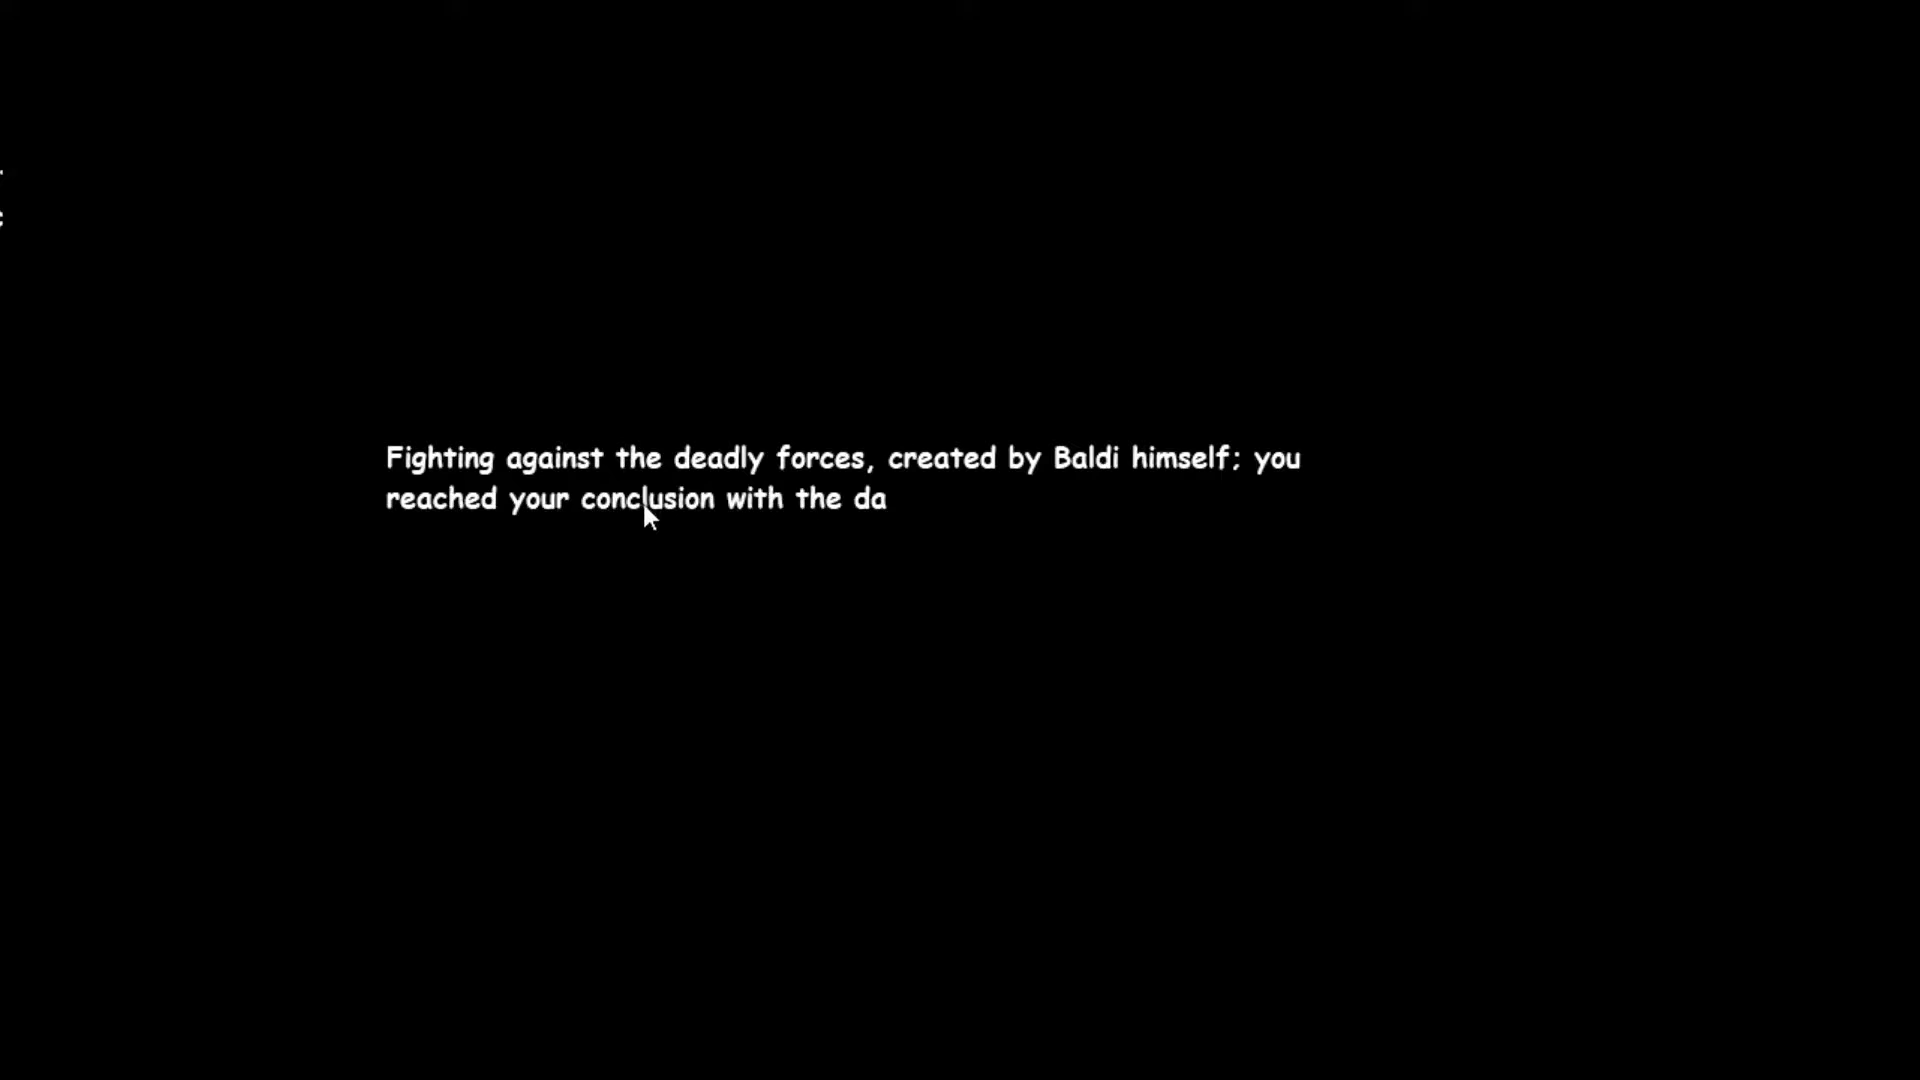 Fighting against the deadly forces, created by Baldi himself; you
reached your conclusion with the da